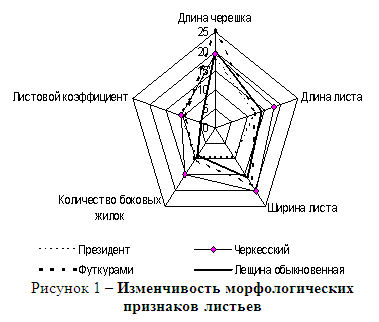 Длина черешка
25
20
15
10
5
0
Листовой коэффициент
Длина листа
Количество боковых
жилок
Ширина листа
Президент
Черкесский
Футкурами
Лещина обыкновенная
Рисунок 1 – Изменчивость морфологических
признаков листьев